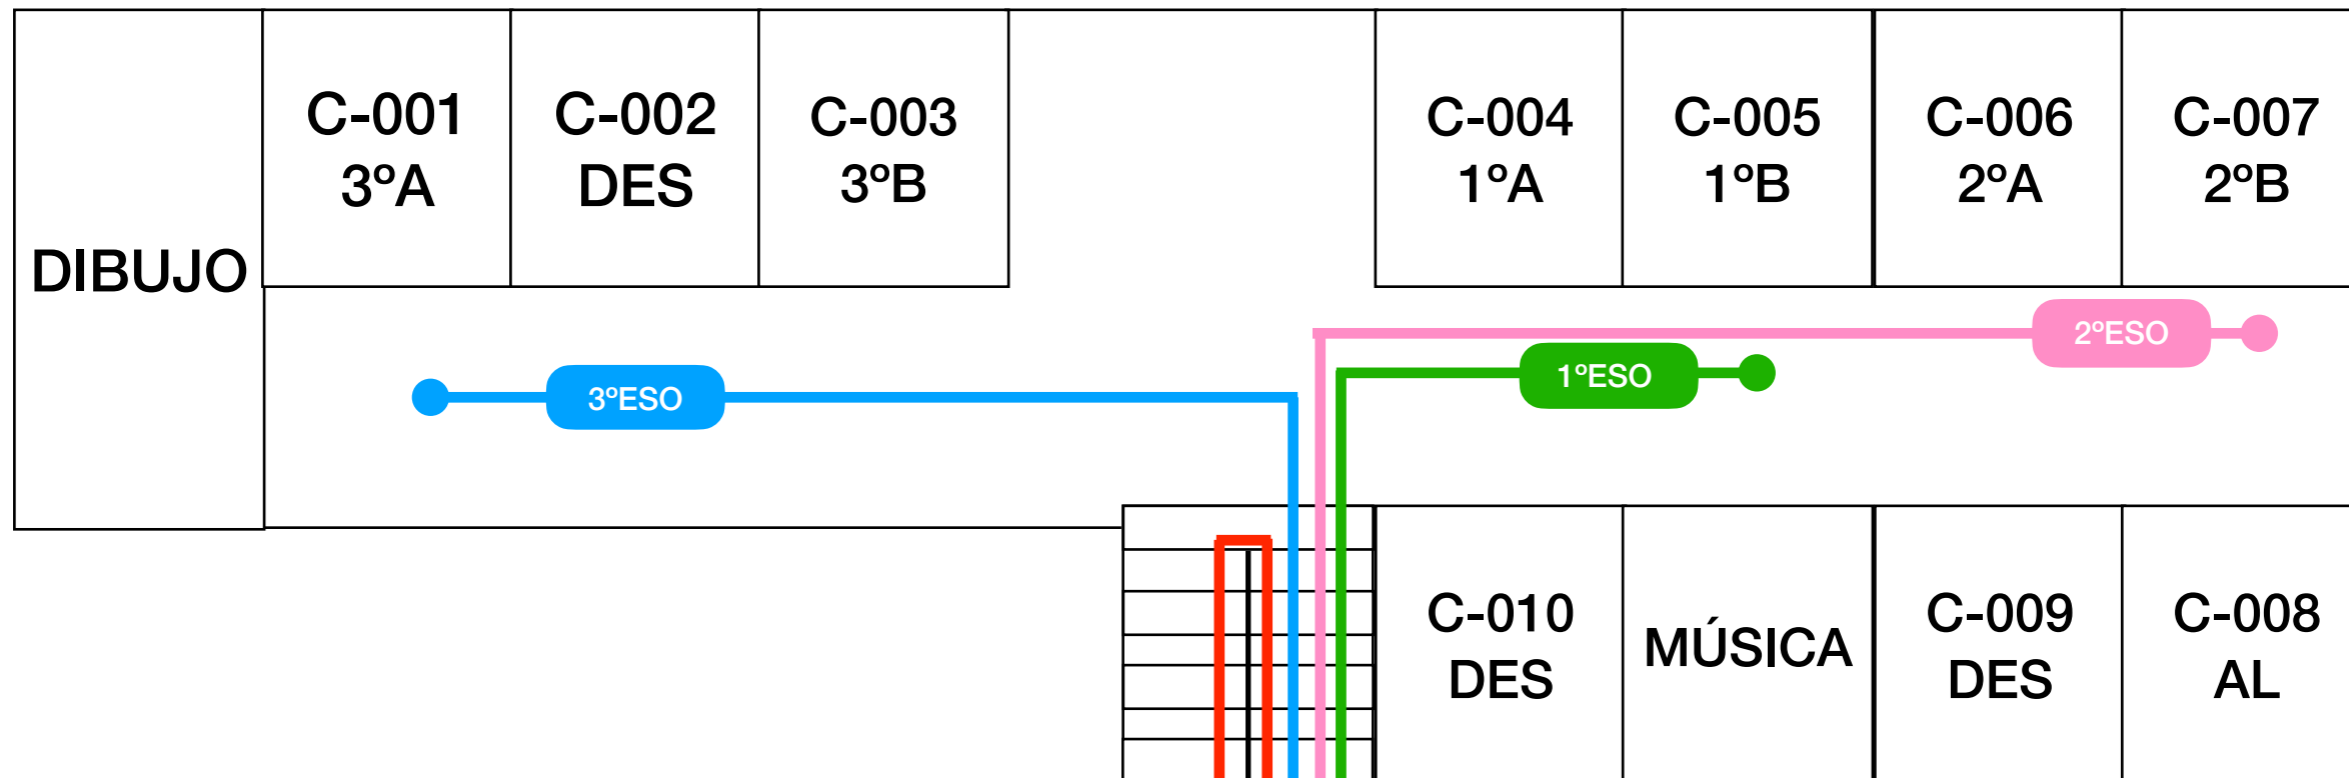 C-001
3ºA
C-002
DES
C-003
3ºB
C-004
1ºA
C-005
1ºB
C-006
2ºA
C-007
2ºB
DIBUJO
2ºESO
1ºESO
3ºESO
C-010
DES
MÚSICA
C-009
DES
C-008
AL